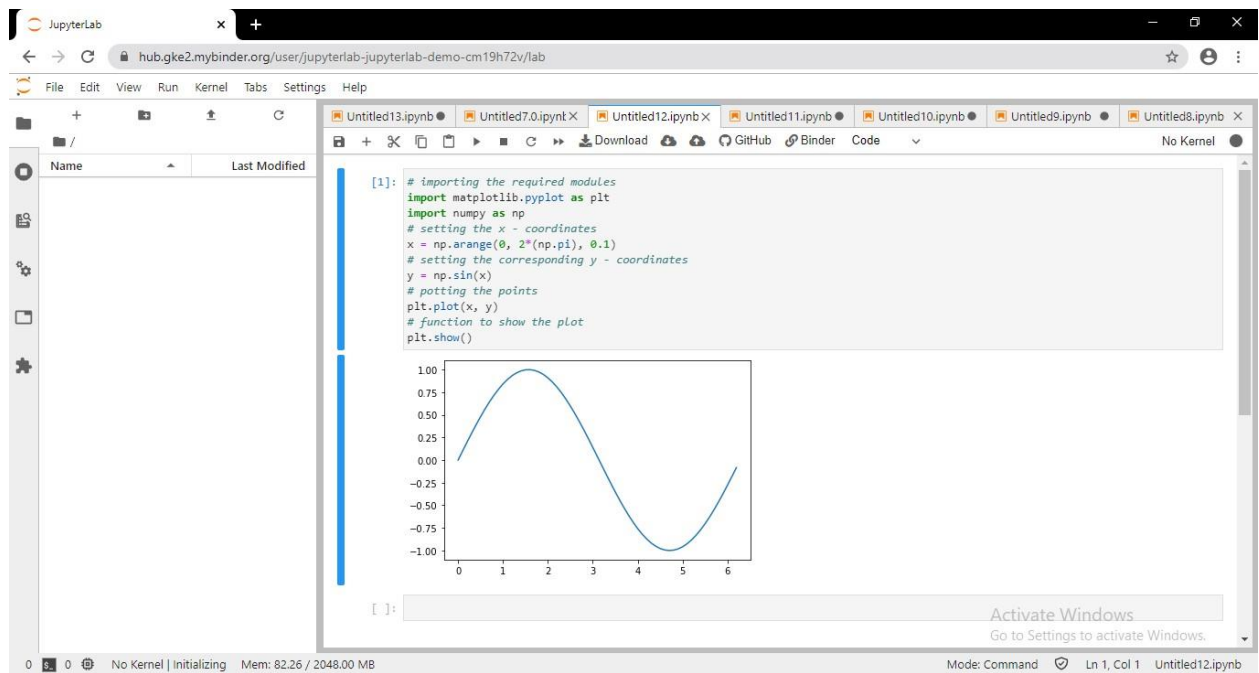 JupyterLab
hub.gke2.mybinder.org/user/jupyterlab-jupyterlab-demo-cm19h72v/lab
File Edit View Run Kernel Tabs Settings Help
Untitled13.ipynb Untitled7.0.ipynb Untitled12.ipynb Untitled11.ipynb Untitled10.ipynb Untitled9.ipynb Untitled8.ipynb
Download GitHub Binder Code No Kernel
/
Name Last Modified
[1]: # importing the required modules
import matplotlib.pyplot as plt
import numpy as np
# setting the x - coordinates
x = np.arange(0, 2*(np.pi), 0.1)
# setting the corresponding y - coordinates
y = np.sin(x)
# potting the points
plt.plot(x, y)
# function to show the plot
plt.show()
1.00
0.75
0.50
0.25
0.00
−0.25
−0.50
−0.75
−1.00
0 1 2 3 4 5 6
[ ]:
Activate Windows
Go to Settings to activate Windows.
0 $_ 0 No Kernel | Initializing Mem: 82.26 / 2048.00 MB Mode: Command Ln 1, Col 1 Untitled12.ipynb